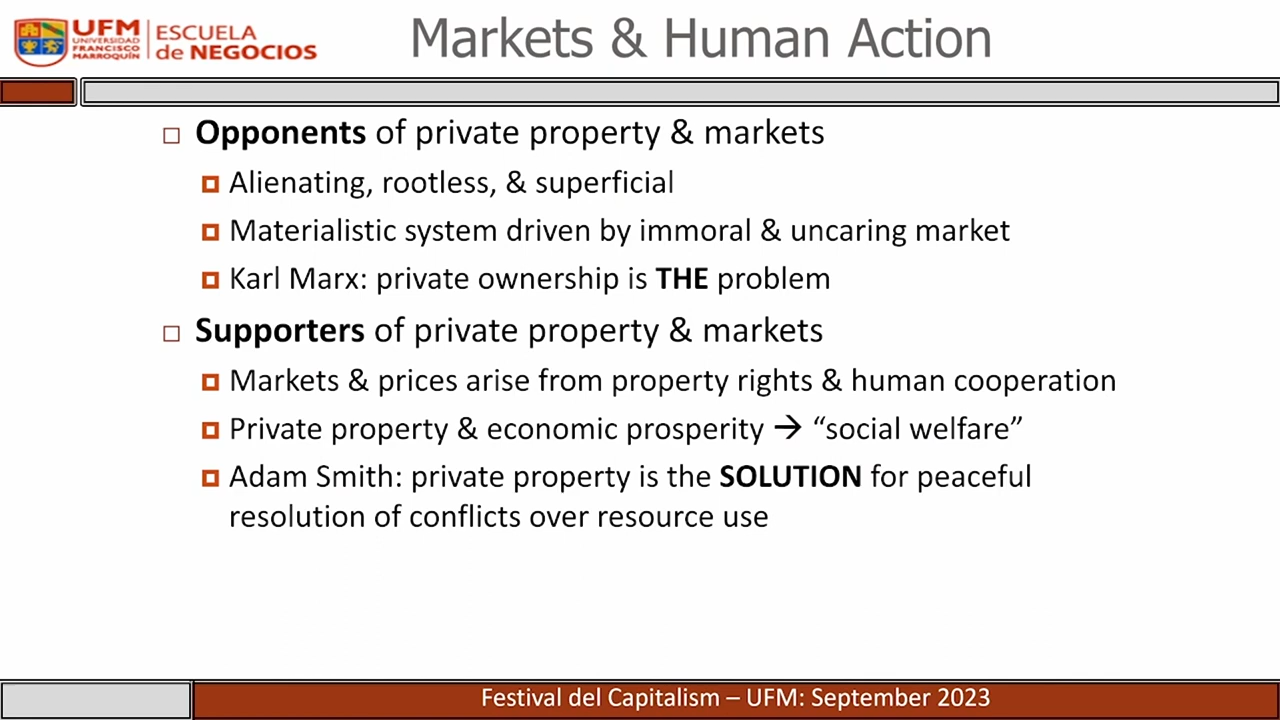 UFM
UNIVERSIDAD
FRANCISCO
MARROQUÍN
ESCUELA
de NEGOCIOS
Markets & Human Action
Opponents of private property & markets
Alienating, rootless, & superficial
Materialistic system driven by immoral & uncaring market
Karl Marx: private ownership is THE problem
Supporters of private property & markets
Markets & prices arise from property rights & human cooperation
Private property & economic prosperity → “social welfare”
Adam Smith: private property is the SOLUTION for peaceful
resolution of conflicts over resource use
Festival del Capitalism – UFM: September 2023